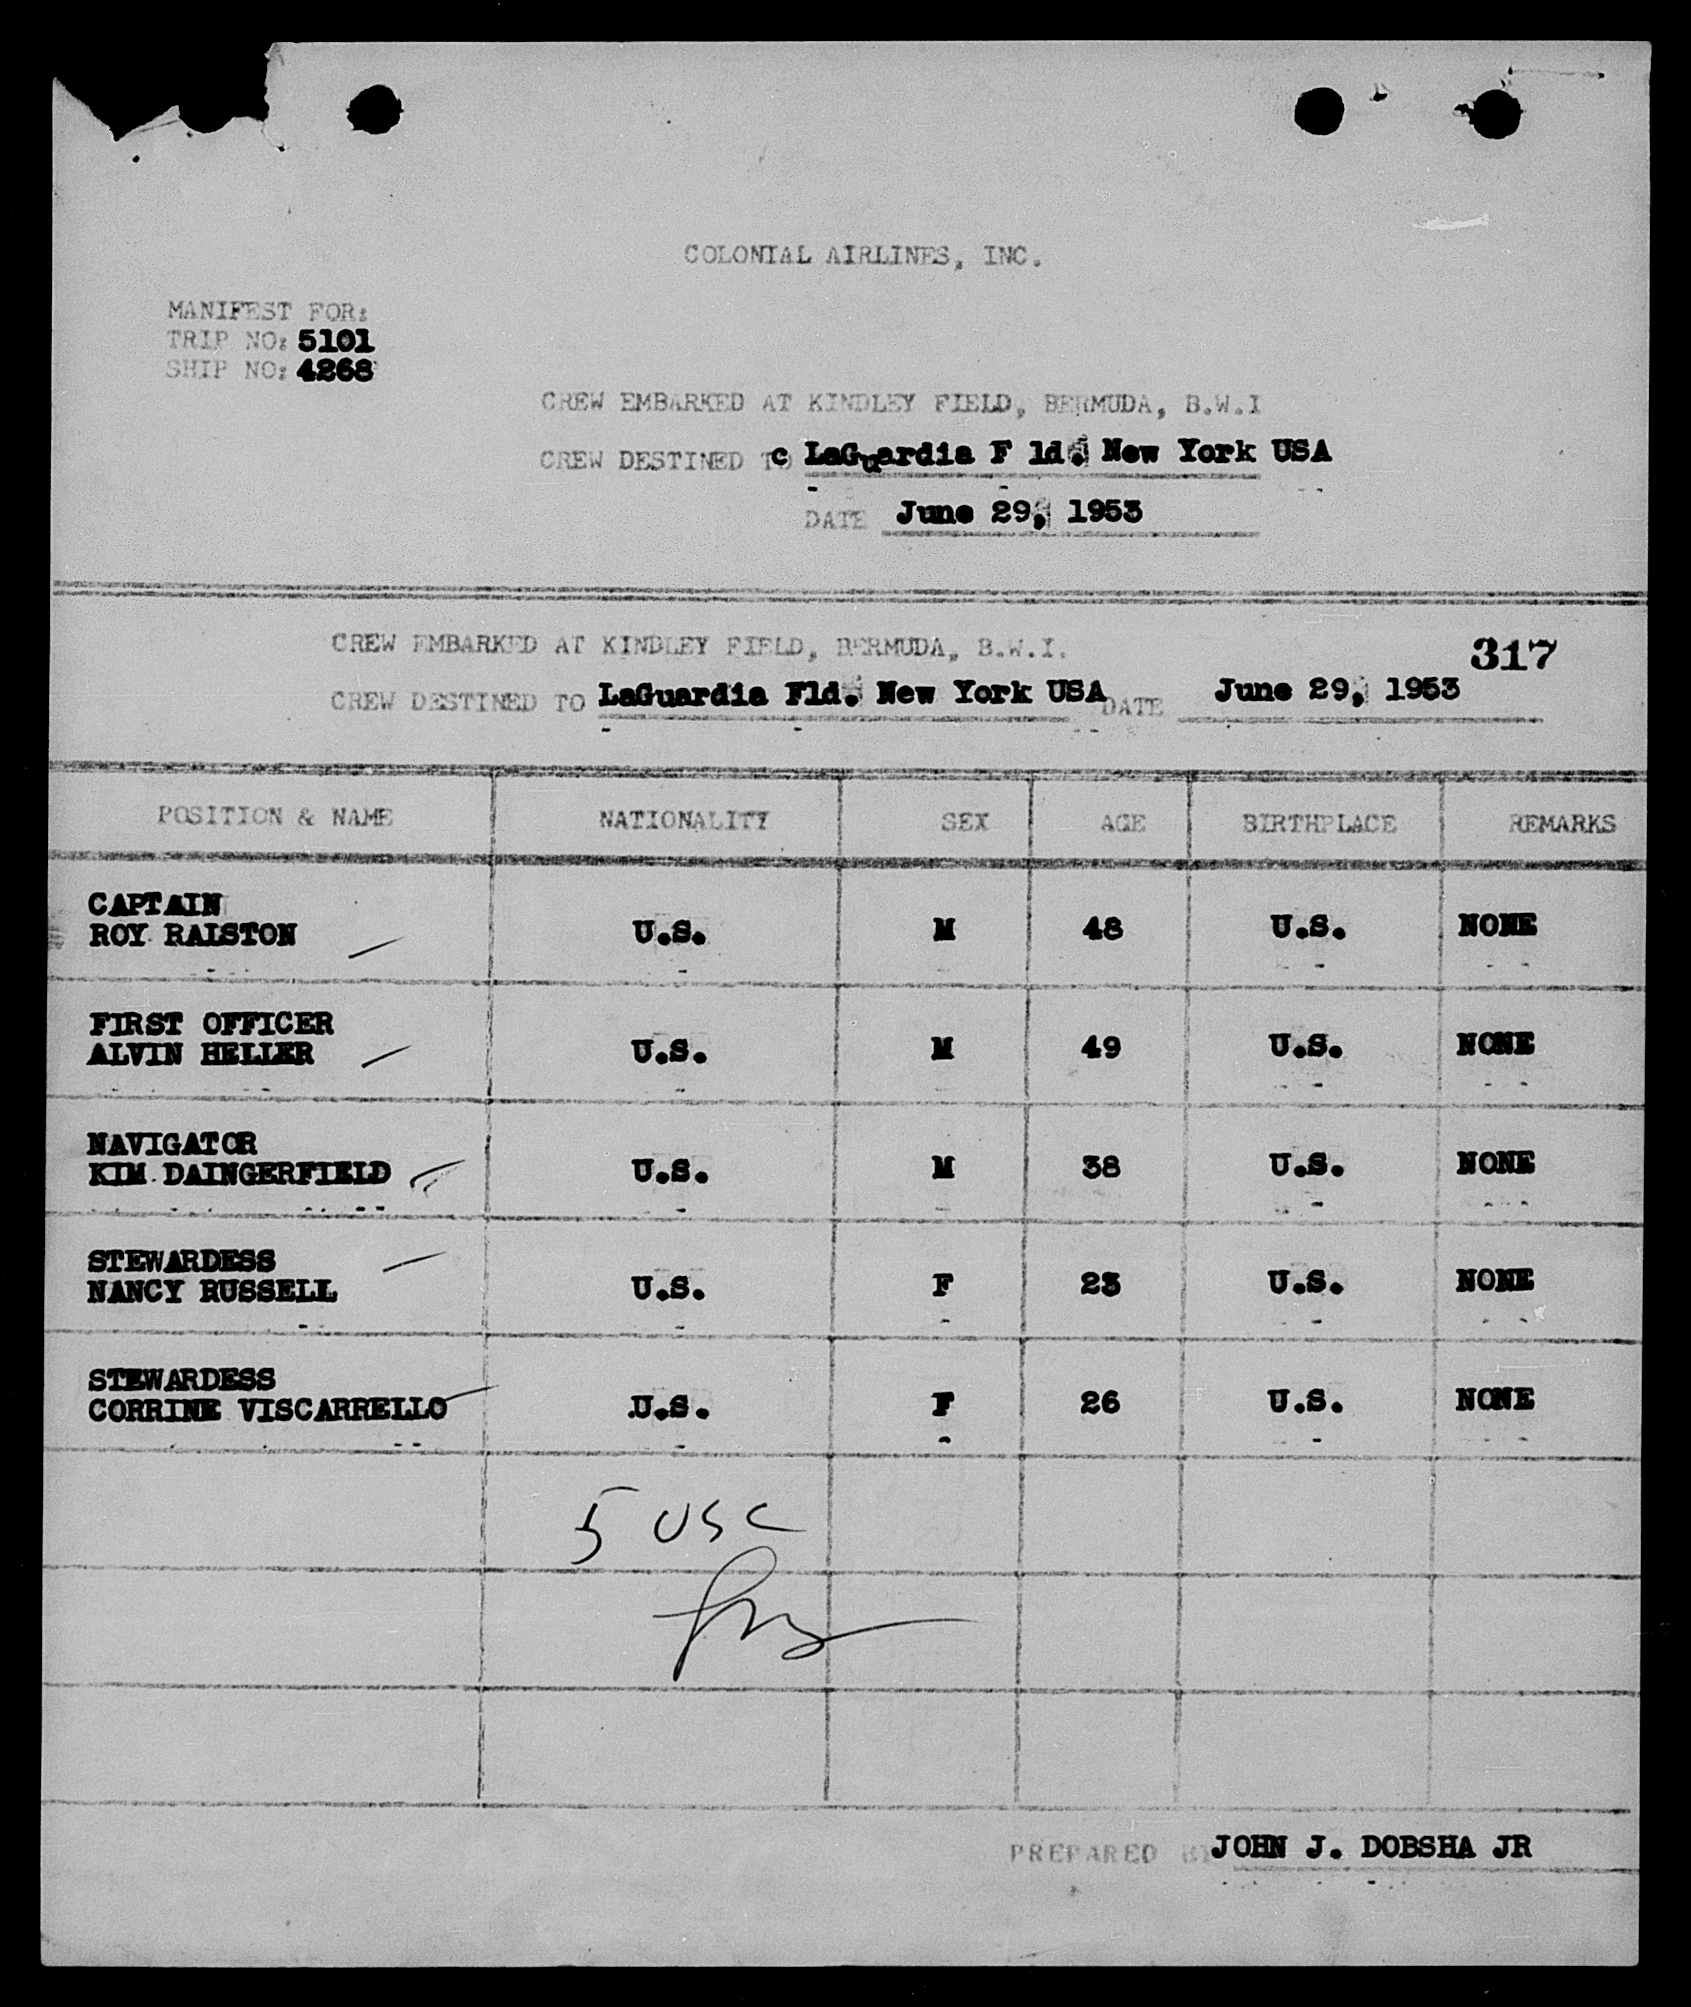 COLONIAL AIRLINES, INC.
MANIFEST FOR:
TRIP NO: 5101
SHIP NO: 4268
CREW EMBARKED AT KINDLEY FIELD, BERMUDA, B.W.I
CREW DESTINED TO LaGuardia F ld. New York USA
DATE June 29, 1953
CREW EMBARKED AT KINDLEY FIELD, BERMUDA, B.W.I. 317
CREW DESTINED TO LaGuardia Fld. New York USA DATE June 29, 1953
POSITION & NAME NATIONALITY SEX AGE BIRTHPLACE REMARKS
CAPTAIN
ROY RALSTON U.S. M 48 U.S. NONE
FIRST OFFICER
ALVIN HELLER U.S. M 49 U.S. NONE
NAVIGATOR
KIM DAINGERFIELD U.S. M 38 U.S. NONE
STEWARDESS
NANCY RUSSELL U.S. F 23 U.S. NONE
STEWARDESS
CORRINE VISCARRELLO U.S. F 26 U.S. NONE
5 USC
PREPARED BY JOHN J. DOBSHA JR